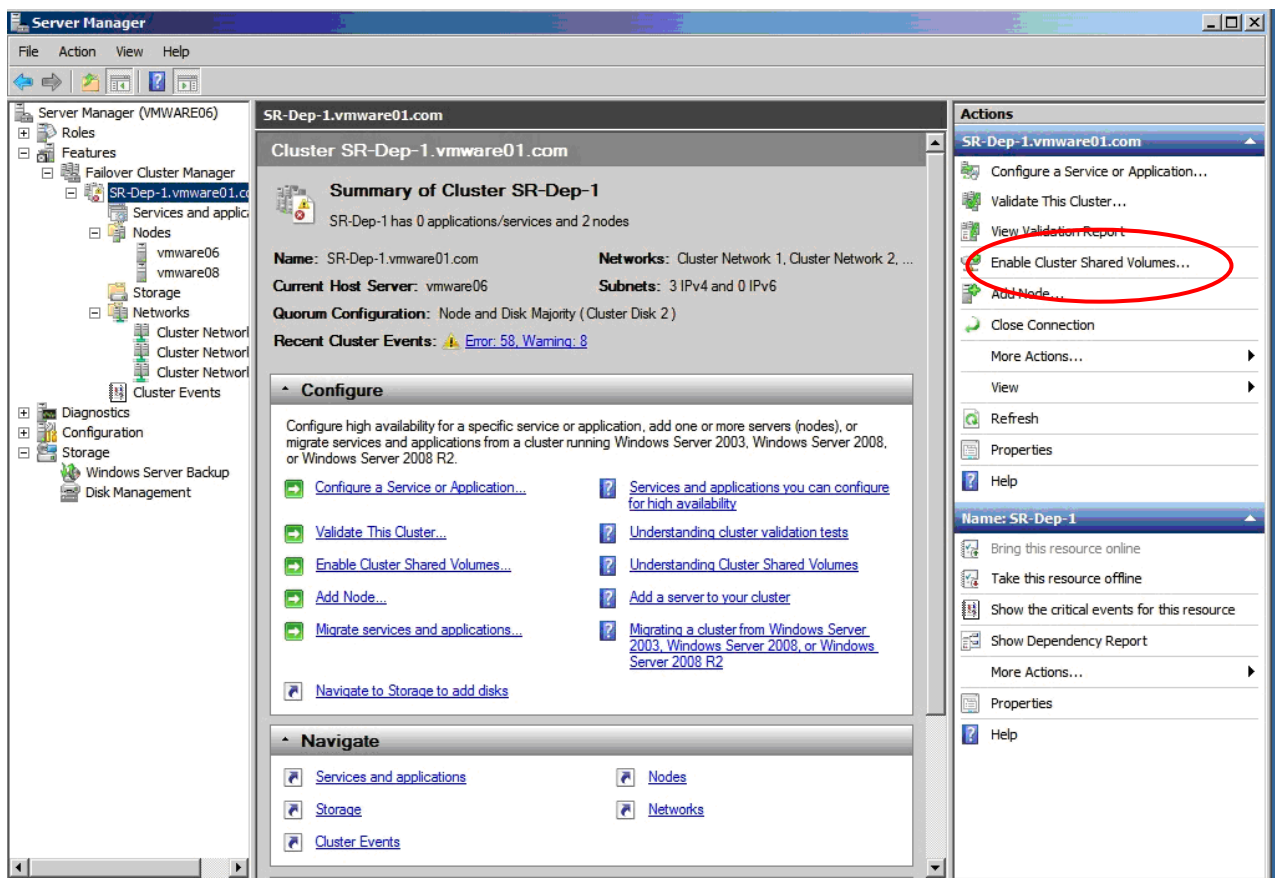 Server Manager
File Action View Help
Server Manager (VMWARE06)
Roles
Features
Failover Cluster Manager
SR-Dep-1.vmware01.co
Services and applic
Nodes
vmware06
vmware08
Storage
Networks
Cluster Networl
Cluster Networl
Cluster Networl
Cluster Events
Diagnostics
Configuration
Storage
Windows Server Backup
Disk Management
SR-Dep-1.vmware01.com
Cluster SR-Dep-1.vmware01.com
Summary of Cluster SR-Dep-1
SR-Dep-1 has 0 applications/services and 2 nodes
Name: SR-Dep-1.vmware01.com Networks: Cluster Network 1, Cluster Network 2, ...
Current Host Server: vmware06 Subnets: 3 IPv4 and 0 IPv6
Quorum Configuration: Node and Disk Majority (Cluster Disk 2)
Recent Cluster Events: Error: 58, Warning: 8
Configure
Configure high availability for a specific service or application, add one or more servers (nodes), or
migrate services and applications from a cluster running Windows Server 2003, Windows Server 2008,
or Windows Server 2008 R2.
Configure a Service or Application... Services and applications you can configure
for high availability
Validate This Cluster... Understanding cluster validation tests
Enable Cluster Shared Volumes... Understanding Cluster Shared Volumes
Add Node... Add a server to your cluster
Migrate services and applications... Migrating a cluster from Windows Server
2003, Windows Server 2008, or Windows
Server 2008 R2
Navigate to Storage to add disks
Navigate
Services and applications Nodes
Storage Networks
Cluster Events
Actions
SR-Dep-1.vmware01.com
Configure a Service or Application...
Validate This Cluster...
View Validation Report
Enable Cluster Shared Volumes...
Add Node...
Close Connection
More Actions...
View
Refresh
Properties
Help
Name: SR-Dep-1
Bring this resource online
Take this resource offline
Show the critical events for this resource
Show Dependency Report
More Actions...
Properties
Help